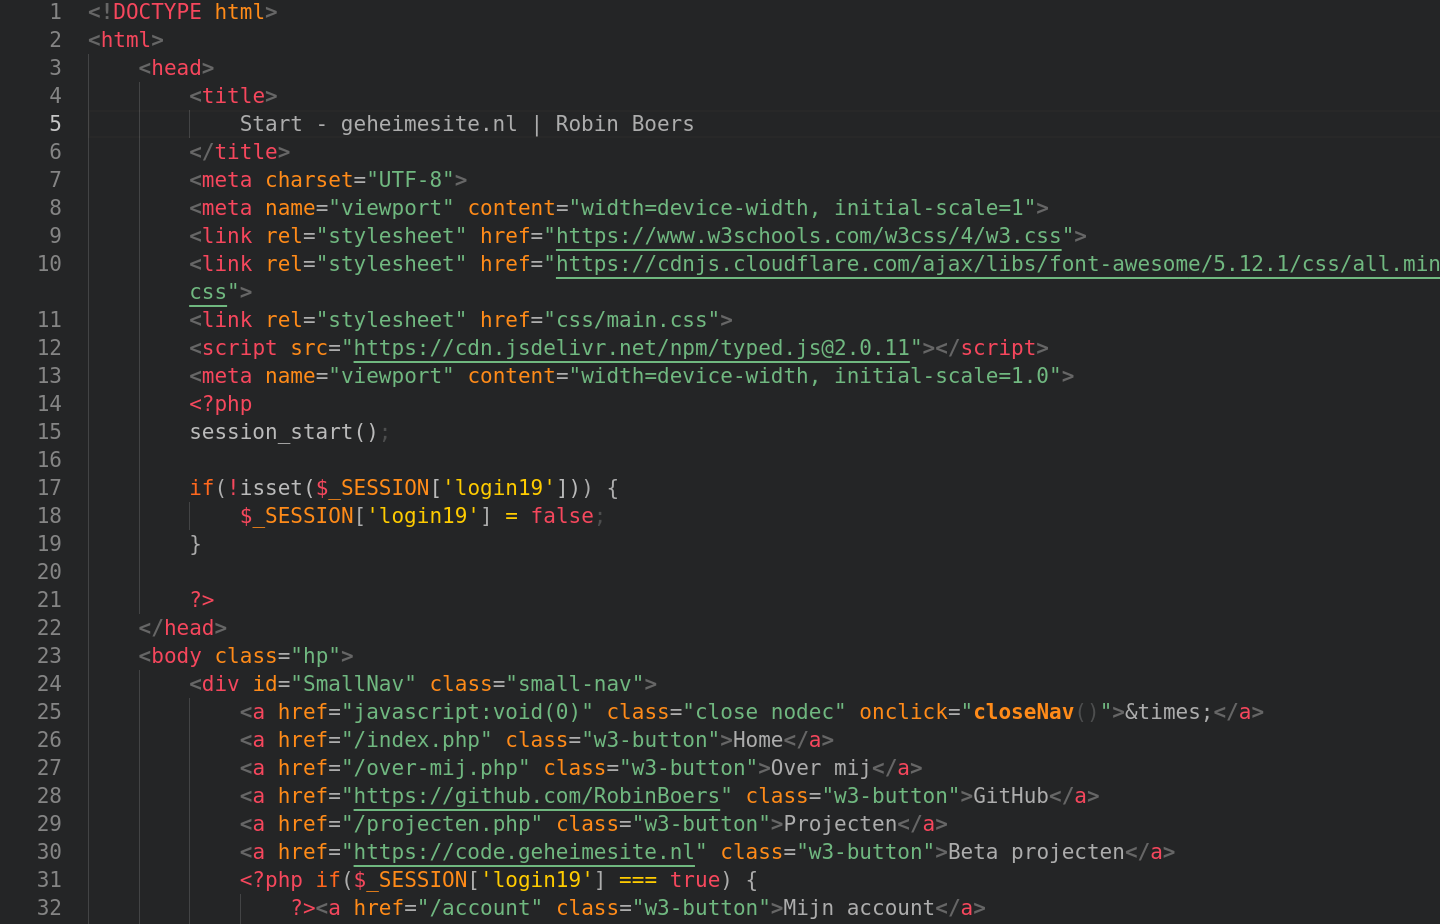 1 <!DOCTYPE html>
2 <html>
3 <head>
4 <title>
5 Start - geheimesite.nl | Robin Boers
6 </title>
7 <meta charset="UTF-8">
8 <meta name="viewport" content="width=device-width, initial-scale=1">
9 <link rel="stylesheet" href="https://www.w3schools.com/w3css/4/w3.css">
10 <link rel="stylesheet" href="https://cdnjs.cloudflare.com/ajax/libs/font-awesome/5.12.1/css/all.min
css">
11 <link rel="stylesheet" href="css/main.css">
12 <script src="https://cdn.jsdelivr.net/npm/typed.js@2.0.11"></script>
13 <meta name="viewport" content="width=device-width, initial-scale=1.0">
14 <?php
15 session_start();
16
17 if(!isset($_SESSION['login19'])) {
18 $_SESSION['login19'] = false;
19 }
20
21 ?>
22 </head>
23 <body class="hp">
24 <div id="SmallNav" class="small-nav">
25 <a href="javascript:void(0)" class="close nodec" onclick="closeNav()">&times;</a>
26 <a href="/index.php" class="w3-button">Home</a>
27 <a href="/over-mij.php" class="w3-button">Over mij</a>
28 <a href="https://github.com/RobinBoers" class="w3-button">GitHub</a>
29 <a href="/projecten.php" class="w3-button">Projecten</a>
30 <a href="https://code.geheimesite.nl" class="w3-button">Beta projecten</a>
31 <?php if($_SESSION['login19'] === true) {
32 ?><a href="/account" class="w3-button">Mijn account</a>